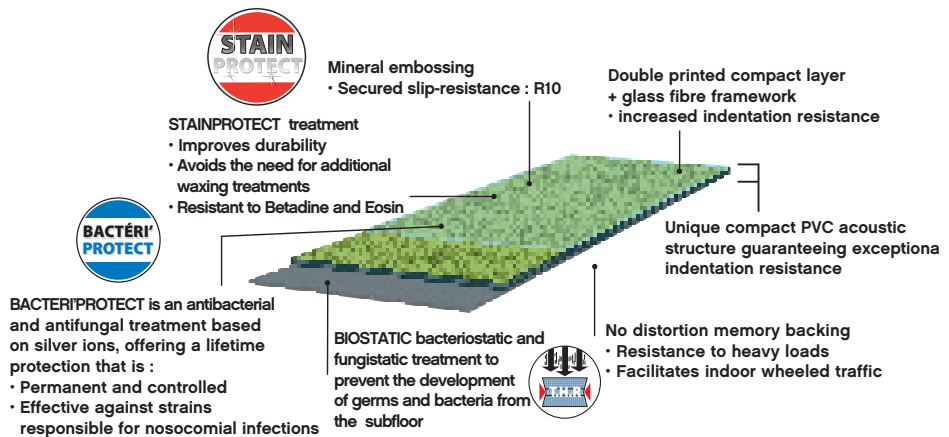 STAIN
PROTECT
Mineral embossing
• Secured slip-resistance : R10
Double printed compact layer
+ glass fibre framework
• increased indentation resistance
STAINPROTECT treatment
• Improves durability
• Avoids the need for additional
waxing treatments
• Resistant to Betadine and Eosin
BACTÉRI'
PROTECT
Unique compact PVC acoustic
structure guaranteeing exceptiona
indentation resistance
BACTERI'PROTECT is an antibacterial
and antifungal treatment based
on silver ions, offering a lifetime
protection that is :
• Permanent and controlled
• Effective against strains
responsible for nosocomial infections
BIOSTATIC bacteriostatic and
fungistatic treatment to
prevent the development
of germs and bacteria from
the subfloor
T.H.R
No distortion memory backing
• Resistance to heavy loads
• Facilitates indoor wheeled traffic